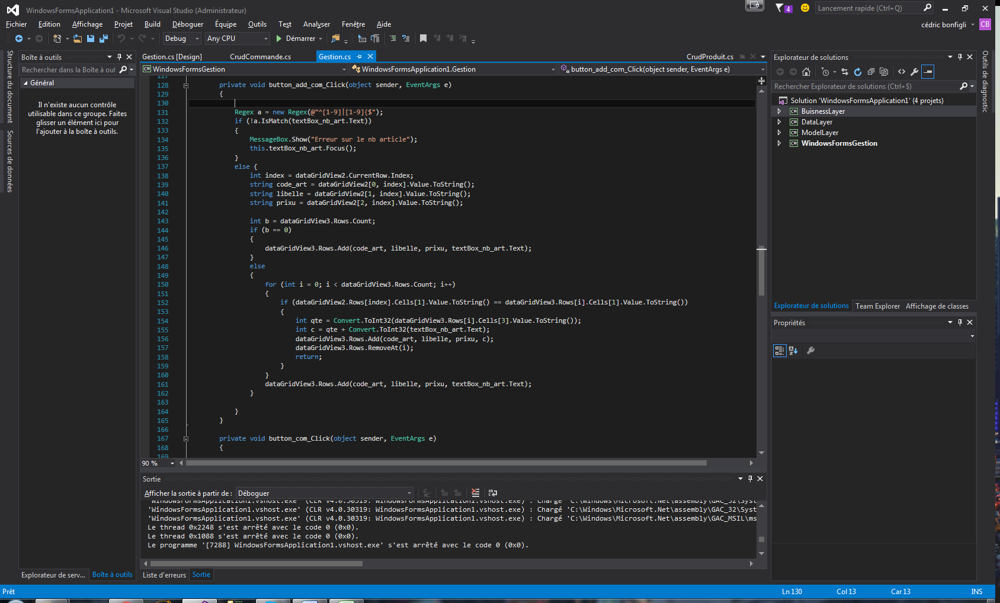 WindowsFormsApplication1 - Microsoft Visual Studio (Administrateur)
4
Lancement rapide (Ctrl+Q)
Fichier Edition Affichage Projet Build Déboguer Équipe Outils Test Analyser Fenêtre Aide
cédric bonfigli
CB
Debug
Any CPU
Démarrer
Structure du document
Sources de données
Boîte à outils
Rechercher dans la Boîte à out
Général
Il n'existe aucun contrôle
utilisable dans ce groupe. Faites
glisser un élément ici pour
l'ajouter à la boîte à outils.
Explorateur de serv... Boîte à outils
Gestion.cs [Design] CrudCommande.cs Gestion.cs CrudProduit.cs
WindowsFormsGestion WindowsFormsApplication1.Gestion button_add_com_Click(object sender, EventArgs e)
127
128 private void button_add_com_Click(object sender, EventArgs e)
129 {
130
131 Regex a = new Regex(@"^[1-9]|[1-9]{$");
132 if (!a.IsMatch(textBox_nb_art.Text))
133 {
134 MessageBox.Show("Erreur sur le nb article");
135 this.textBox_nb_art.Focus();
136 }
137 else {
138 int index = dataGridView2.CurrentRow.Index;
139 string code_art = dataGridView2[0, index].Value.ToString();
140 string libelle = dataGridView2[1, index].Value.ToString();
141 string prixu = dataGridView2[2, index].Value.ToString();
142
143 int b = dataGridView3.Rows.Count;
144 if (b == 0)
145 {
146 dataGridView3.Rows.Add(code_art, libelle, prixu, textBox_nb_art.Text);
147 }
148 else
149 {
150 for (int i = 0; i < dataGridView3.Rows.Count; i++)
151 {
152 if (dataGridView2.Rows[index].Cells[1].Value.ToString() == dataGridView3.Rows[i].Cells[1].Value.ToString())
153 {
154 int qte = Convert.ToInt32(dataGridView3.Rows[i].Cells[3].Value.ToString());
155 int c = qte + Convert.ToInt32(textBox_nb_art.Text);
156 dataGridView3.Rows.Add(code_art, libelle, prixu, c);
157 dataGridView3.Rows.RemoveAt(i);
158 return;
159 }
160 }
161 dataGridView3.Rows.Add(code_art, libelle, prixu, textBox_nb_art.Text);
162 }
163
164 }
165 }
166
167 private void button_com_Click(object sender, EventArgs e)
168 {
169
90 %
Sortie
Afficher la sortie à partir de : Déboguer
'WindowsFormsApplication1.vshost.exe' (CLR v4.0.30319: WindowsFormsApplication1.vshost.exe) : Chargé 'C:\Windows\Microsoft.Net\assembly\GAC_32\Syst
'WindowsFormsApplication1.vshost.exe' (CLR v4.0.30319: WindowsFormsApplication1.vshost.exe) : Chargé 'C:\Windows\Microsoft.Net\assembly\GAC_32\Syst
'WindowsFormsApplication1.vshost.exe' (CLR v4.0.30319: WindowsFormsApplication1.vshost.exe) : Chargé 'C:\Windows\Microsoft.Net\assembly\GAC_MSIL\ms
Le thread 0x2248 s'est arrêté avec le code 0 (0x0).
Le thread 0x1088 s'est arrêté avec le code 0 (0x0).
Le programme '[7288] WindowsFormsApplication1.vshost.exe' s'est arrêté avec le code 0 (0x0).
Liste d'erreurs Sortie
Explorateur de solutions
Rechercher Explorateur de solutions (Ctrl+$)
Solution 'WindowsFormsApplication1' (4 projets)
C# BuisnessLayer
C# DataLayer
C# ModelLayer
C# WindowsFormsGestion
Explorateur de solutions Team Explorer Affichage de classes
Propriétés
Outils de diagnostic
Prêt
Ln 130 Col 13 Car 13 INS